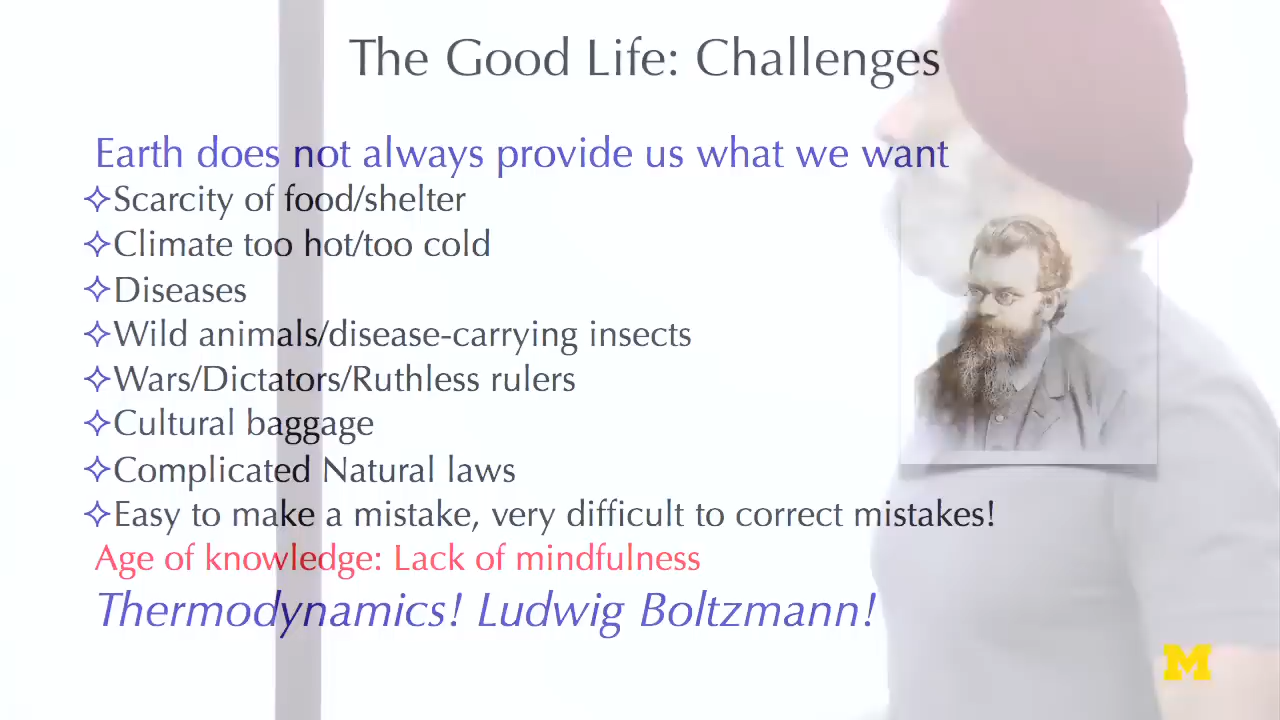 The Good Life: Challenges
Earth does not always provide us what we want
✧Scarcity of food/shelter
✧Climate too hot/too cold
✧Diseases
✧Wild animals/disease-carrying insects
✧Wars/Dictators/Ruthless rulers
✧Cultural baggage
✧Complicated Natural laws
✧Easy to make a mistake, very difficult to correct mistakes!
Age of knowledge: Lack of mindfulness
Thermodynamics! Ludwig Boltzmann!
M